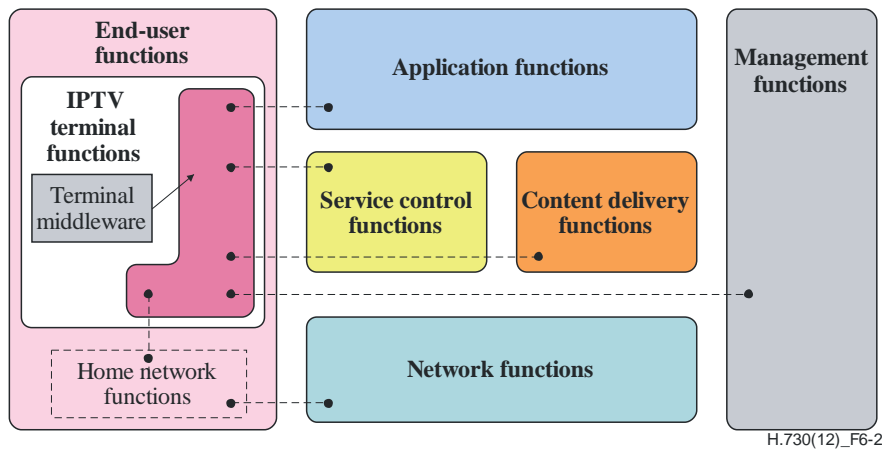 End-user
functions
IPTV
terminal
functions
Terminal
middleware
Home network
functions
Application functions
Service control
functions
Content delivery
functions
Network functions
Management
functions
H.730(12)_F6-2